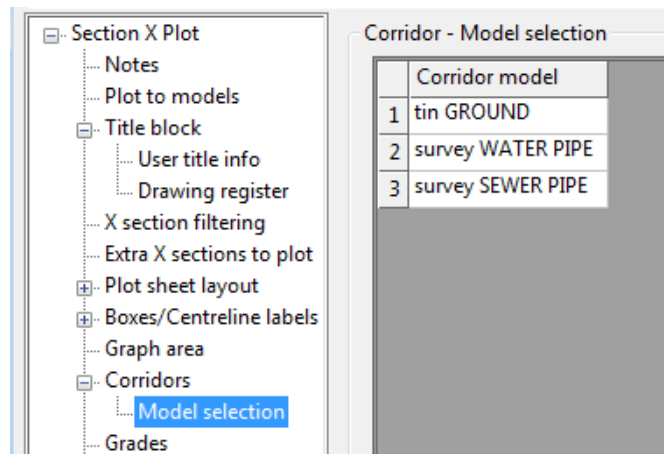 Section X Plot
Notes
Plot to models
Title block
User title info
Drawing register
X section filtering
Extra X sections to plot
Plot sheet layout
Boxes/Centreline labels
Graph area
Corridors
Model selection
Grades
Corridor - Model selection
Corridor model
1 tin GROUND
2 survey WATER PIPE
3 survey SEWER PIPE